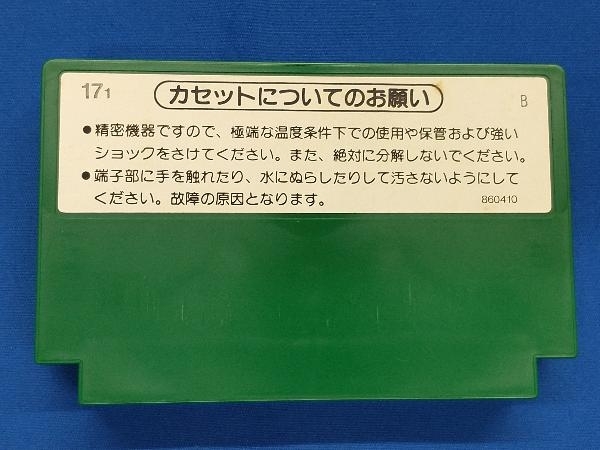 171
カセットについてのお願い
B
●精密機器ですので、極端な温度条件下での使用や保管および強い
ショックをさけてください。また、絶対に分解しないでください。
●端子部に手を触れたり、水にぬらしたりして汚さないようにして
ください。故障の原因となります。
860410